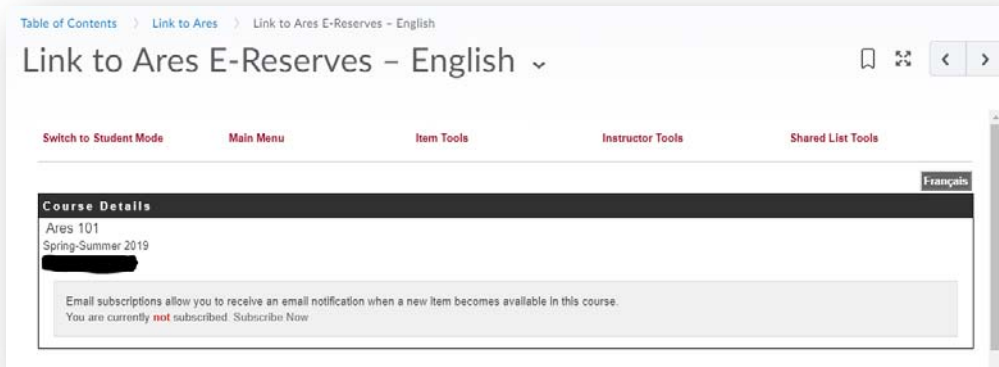 Table of Contents > Link to Ares > Link to Ares E-Reserves – English
Link to Ares E-Reserves – English
Switch to Student Mode Main Menu Item Tools Instructor Tools Shared List Tools
Français
Course Details
Ares 101
Spring-Summer 2019
Email subscriptions allow you to receive an email notification when a new item becomes available in this course.
You are currently not subscribed. Subscribe Now